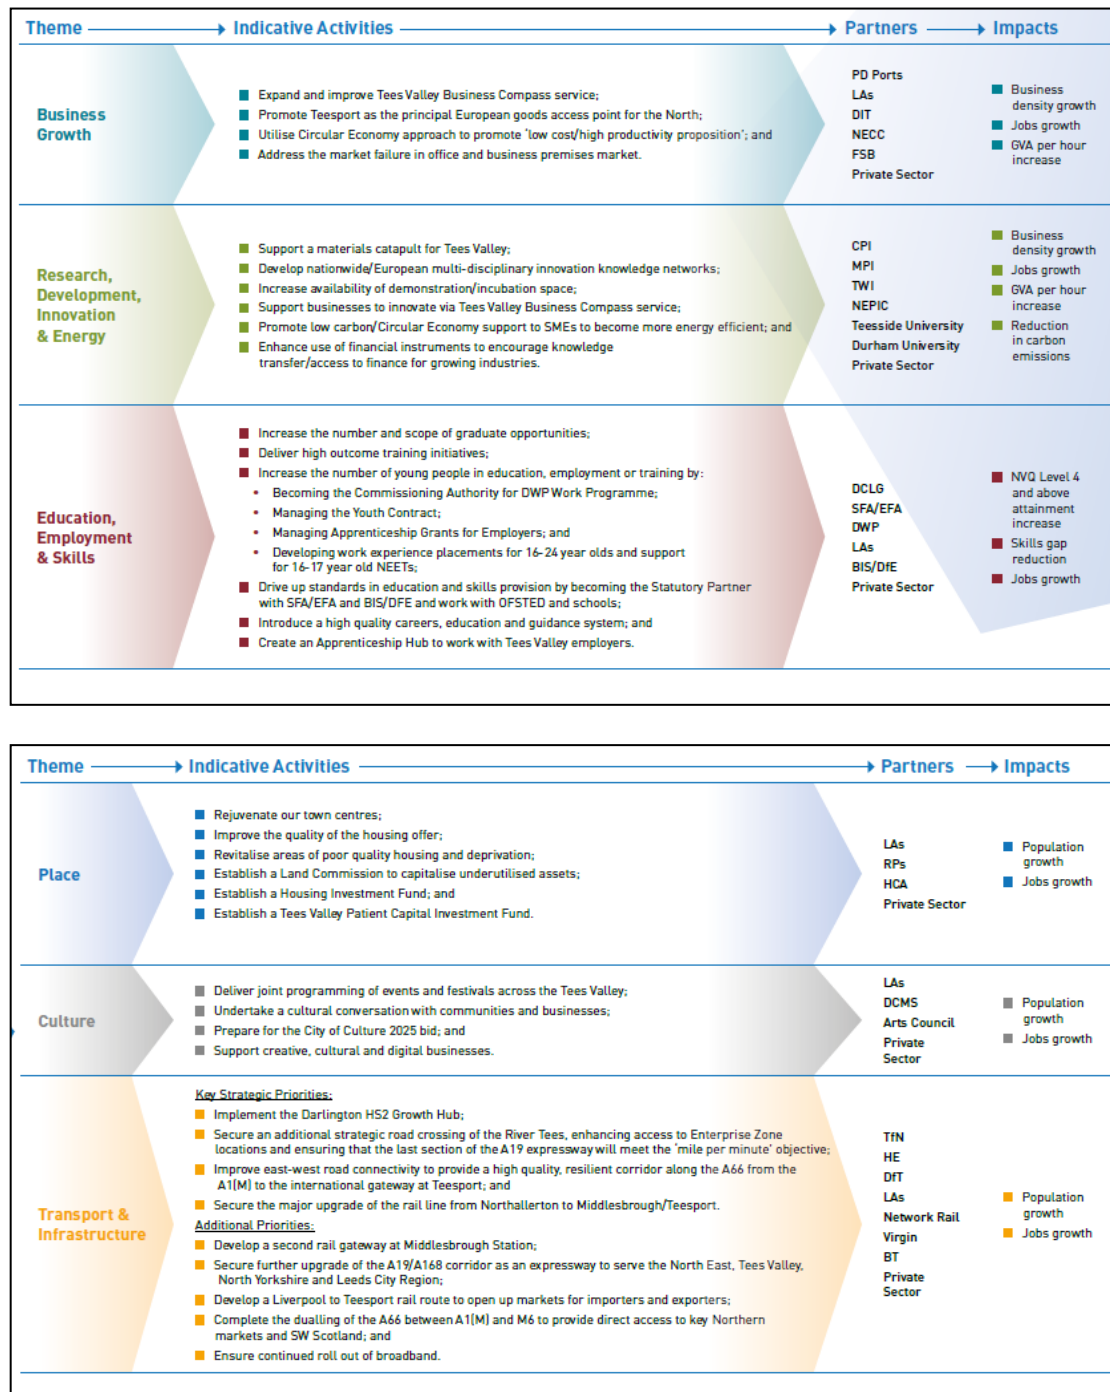 Theme
Indicative Activities
Partners
Impacts
Business
Growth
Expand and improve Tees Valley Business Compass service;
Promote Teesport as the principal European goods access point for the North;
Utilise Circular Economy approach to promote 'low cost/high productivity proposition'; and
Address the market failure in office and business premises market.
PD Ports
LAs
DIT
NECC
FSB
Private Sector
Business
density growth
Jobs growth
GVA per hour
increase
Research,
Development,
Innovation
& Energy
Support a materials catapult for Tees Valley;
Develop nationwide/European multi-disciplinary innovation knowledge networks;
Increase availability of demonstration/incubation space;
Support businesses to innovate via Tees Valley Business Compass service;
Promote low carbon/Circular Economy support to SMEs to become more energy efficient; and
Enhance use of financial instruments to encourage knowledge
transfer/access to finance for growing industries.
CPI
MPI
TWI
NEPIC
Teesside University
Durham University
Private Sector
Business
density growth
Jobs growth
GVA per hour
increase
Reduction
in carbon
emissions
Education,
Employment
& Skills
Increase the number and scope of graduate opportunities;
Deliver high outcome training initiatives;
Increase the number of young people in education, employment or training by:
• Becoming the Commissioning Authority for DWP Work Programme;
• Managing the Youth Contract;
• Managing Apprenticeship Grants for Employers; and
• Developing work experience placements for 16-24 year olds and support
for 16-17 year old NEETs;
Drive up standards in education and skills provision by becoming the Statutory Partner
with SFA/EFA and BIS/DFE and work with OFSTED and schools;
Introduce a high quality careers, education and guidance system; and
Create an Apprenticeship Hub to work with Tees Valley employers.
DCLG
SFA/EFA
DWP
LAs
BIS/DfE
Private Sector
NVQ Level 4
and above
attainment
increase
Skills gap
reduction
Jobs growth
Theme
Indicative Activities
Partners
Impacts
Place
Rejuvenate our town centres;
Improve the quality of the housing offer;
Revitalise areas of poor quality housing and deprivation;
Establish a Land Commission to capitalise underutilised assets;
Establish a Housing Investment Fund; and
Establish a Tees Valley Patient Capital Investment Fund.
LAs
RPs
HCA
Private Sector
Population
growth
Jobs growth
Culture
Deliver joint programming of events and festivals across the Tees Valley;
Undertake a cultural conversation with communities and businesses;
Prepare for the City of Culture 2025 bid; and
Support creative, cultural and digital businesses.
LAs
DCMS
Arts Council
Private
Sector
Population
growth
Jobs growth
Transport &
Infrastructure
Key Strategic Priorities:
Implement the Darlington HS2 Growth Hub;
Secure an additional strategic road crossing of the River Tees, enhancing access to Enterprise Zone
locations and ensuring that the last section of the A19 expressway will meet the 'mile per minute' objective;
Improve east-west road connectivity to provide a high quality, resilient corridor along the A66 from the
A1(M) to the international gateway at Teesport; and
Secure the major upgrade of the rail line from Northallerton to Middlesbrough/Teesport.
Additional Priorities:
Develop a second rail gateway at Middlesbrough Station;
Secure further upgrade of the A19/A168 corridor as an expressway to serve the North East, Tees Valley,
North Yorkshire and Leeds City Region;
Develop a Liverpool to Teesport rail route to open up markets for importers and exporters;
Complete the dualling of the A66 between A1(M) and M6 to provide direct access to key Northern
markets and SW Scotland; and
Ensure continued roll out of broadband.
TfN
HE
DfT
LAs
Network Rail
Virgin
BT
Private
Sector
Population
growth
Jobs growth